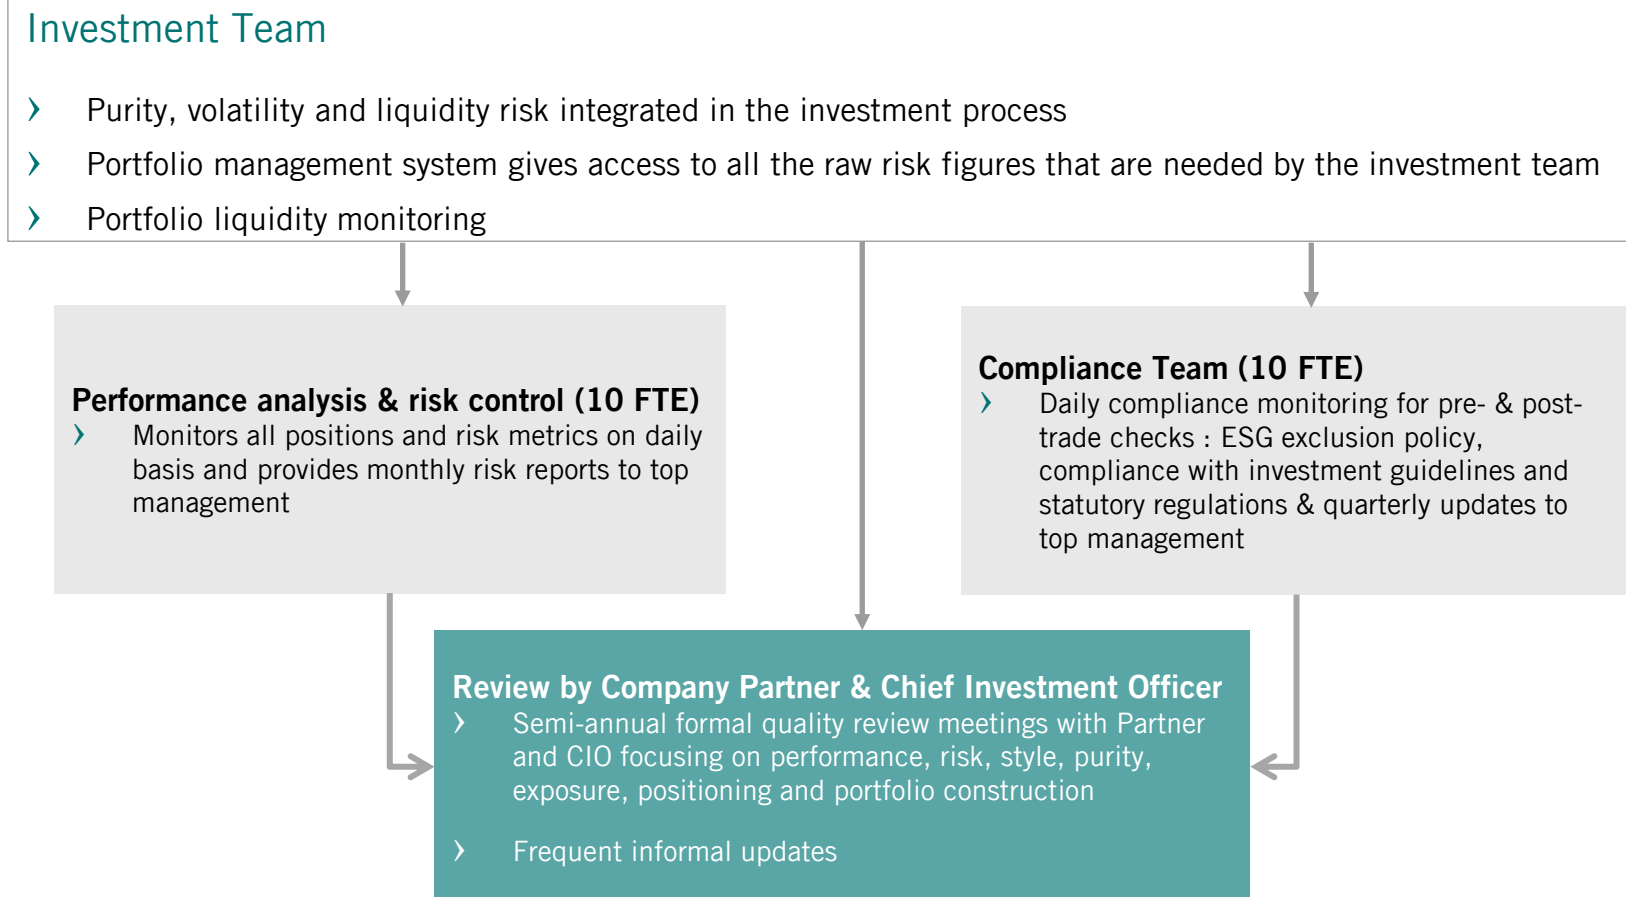 Investment Team
› Purity, volatility and liquidity risk integrated in the investment process
› Portfolio management system gives access to all the raw risk figures that are needed by the investment team
› Portfolio liquidity monitoring
Performance analysis & risk control (10 FTE)
› Monitors all positions and risk metrics on daily
basis and provides monthly risk reports to top
management
Compliance Team (10 FTE)
› Daily compliance monitoring for pre- & post-
trade checks : ESG exclusion policy,
compliance with investment guidelines and
statutory regulations & quarterly updates to
top management
Review by Company Partner & Chief Investment Officer
› Semi-annual formal quality review meetings with Partner
and CIO focusing on performance, risk, style, purity,
exposure, positioning and portfolio construction
› Frequent informal updates